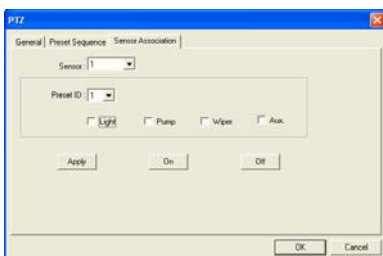 PTZ
General Preset Sequence Sensor Association
Sensor: 1
Preset ID: 1
Light Pump Wiper Aux.
Apply On Off
OK Cancel